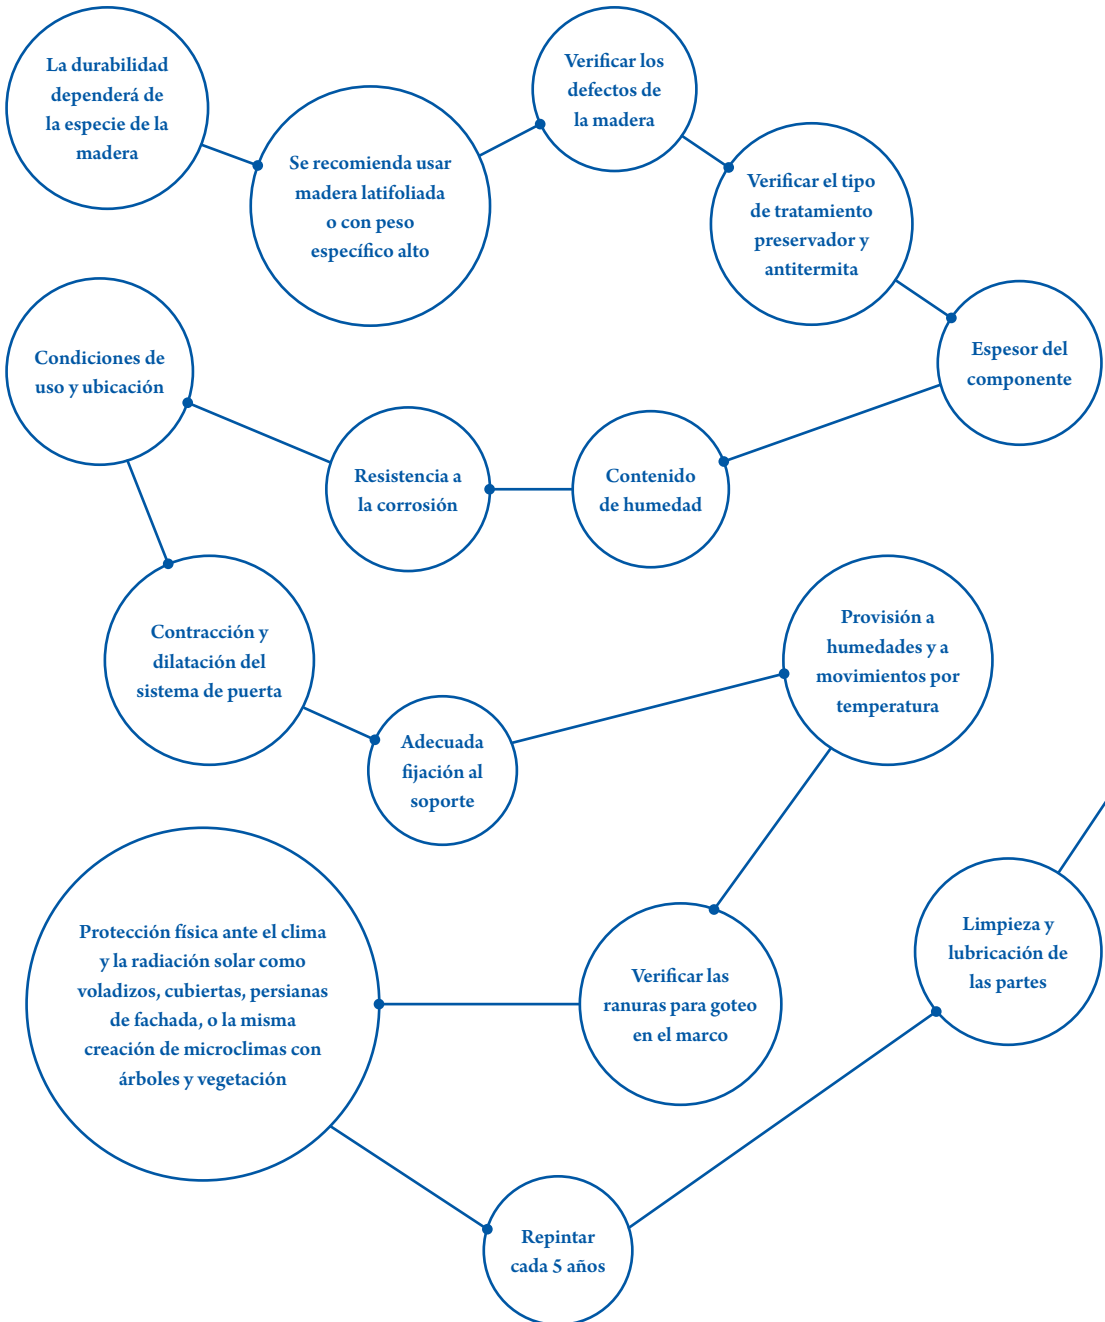 La durabilidad
dependerá de
la especie de la
madera
Se recomienda usar
madera latifoliada
o con peso
específico alto
Verificar los
defectos de
la madera
Verificar el tipo
de tratamiento
preservador y
antitermita
Espesor del
componente
Contenido
de humedad
Resistencia a
la corrosión
Condiciones de
uso y ubicación
Contracción y
dilatación del
sistema de puerta
Adecuada
fijación al
soporte
Provisión a
humedades y a
movimientos por
temperatura
Verificar las
ranuras para goteo
en el marco
Protección física ante el clima
y la radiación solar como
voladizos, cubiertas, persianas
de fachada, o la misma
creación de microclimas con
árboles y vegetación
Repintar
cada 5 años
Limpieza y
lubricación de
las partes